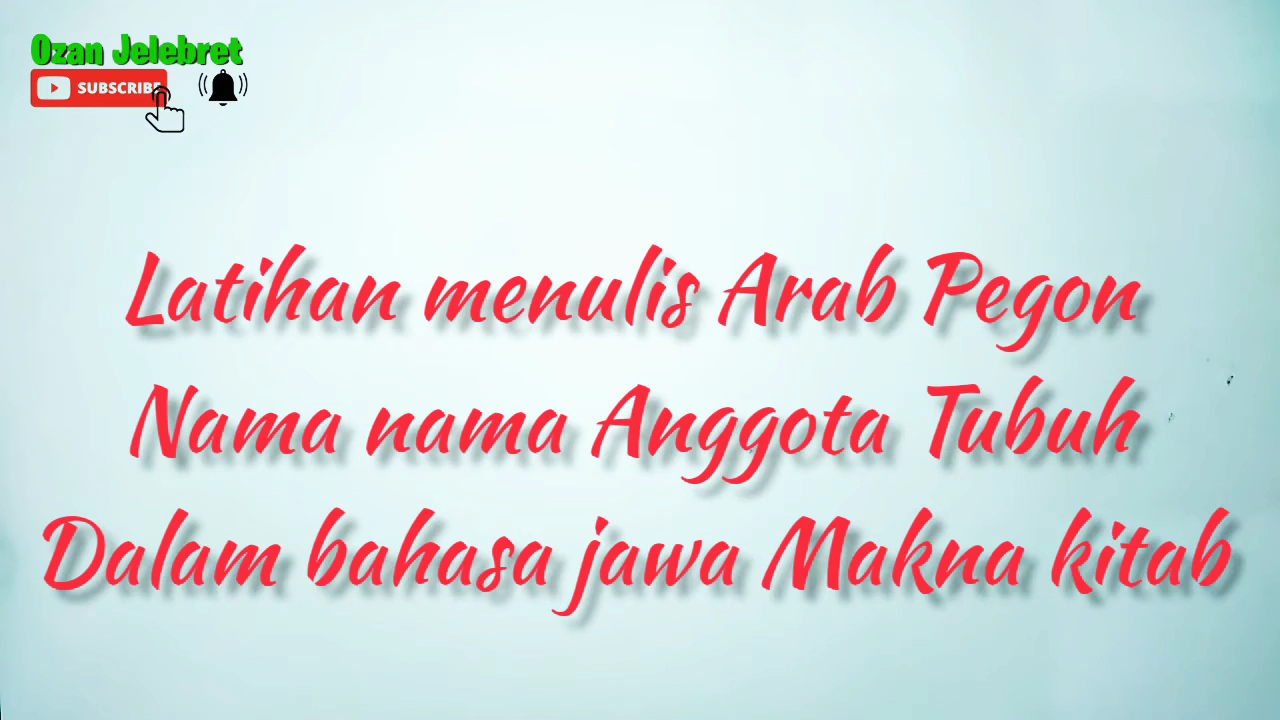 Ozan Jelebret
SUBSCRIBE
Latihan menulis Arab Pegon
Nama nama Anggota Tubuh
Dalam bahasa jawa Makna kitab